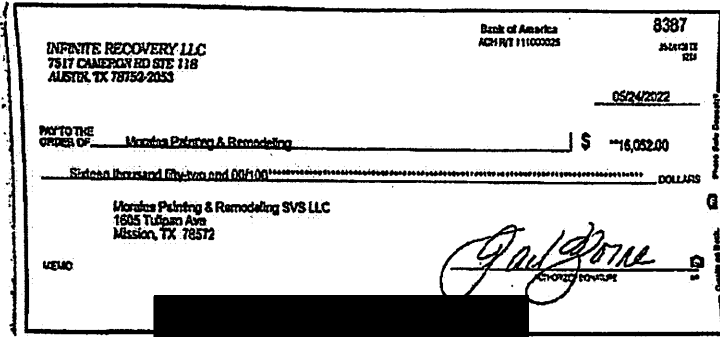 Bank of America
ACH R/T 111000025
8387
INFINITE RECOVERY LLC
7517 CAMERON RD STE 118
AUSTIN, TX 78752-2053
05/24/2022
PAY TO THE
ORDER OF Morales Painting & Remodeling $ **16,052.00
Sixteen thousand fifty-two and 00/100 DOLLARS
Morales Painting & Remodeling SVS LLC
1605 Tulipan Ave
Mission, TX 78572
MEMO
AUTHORIZED SIGNATURE